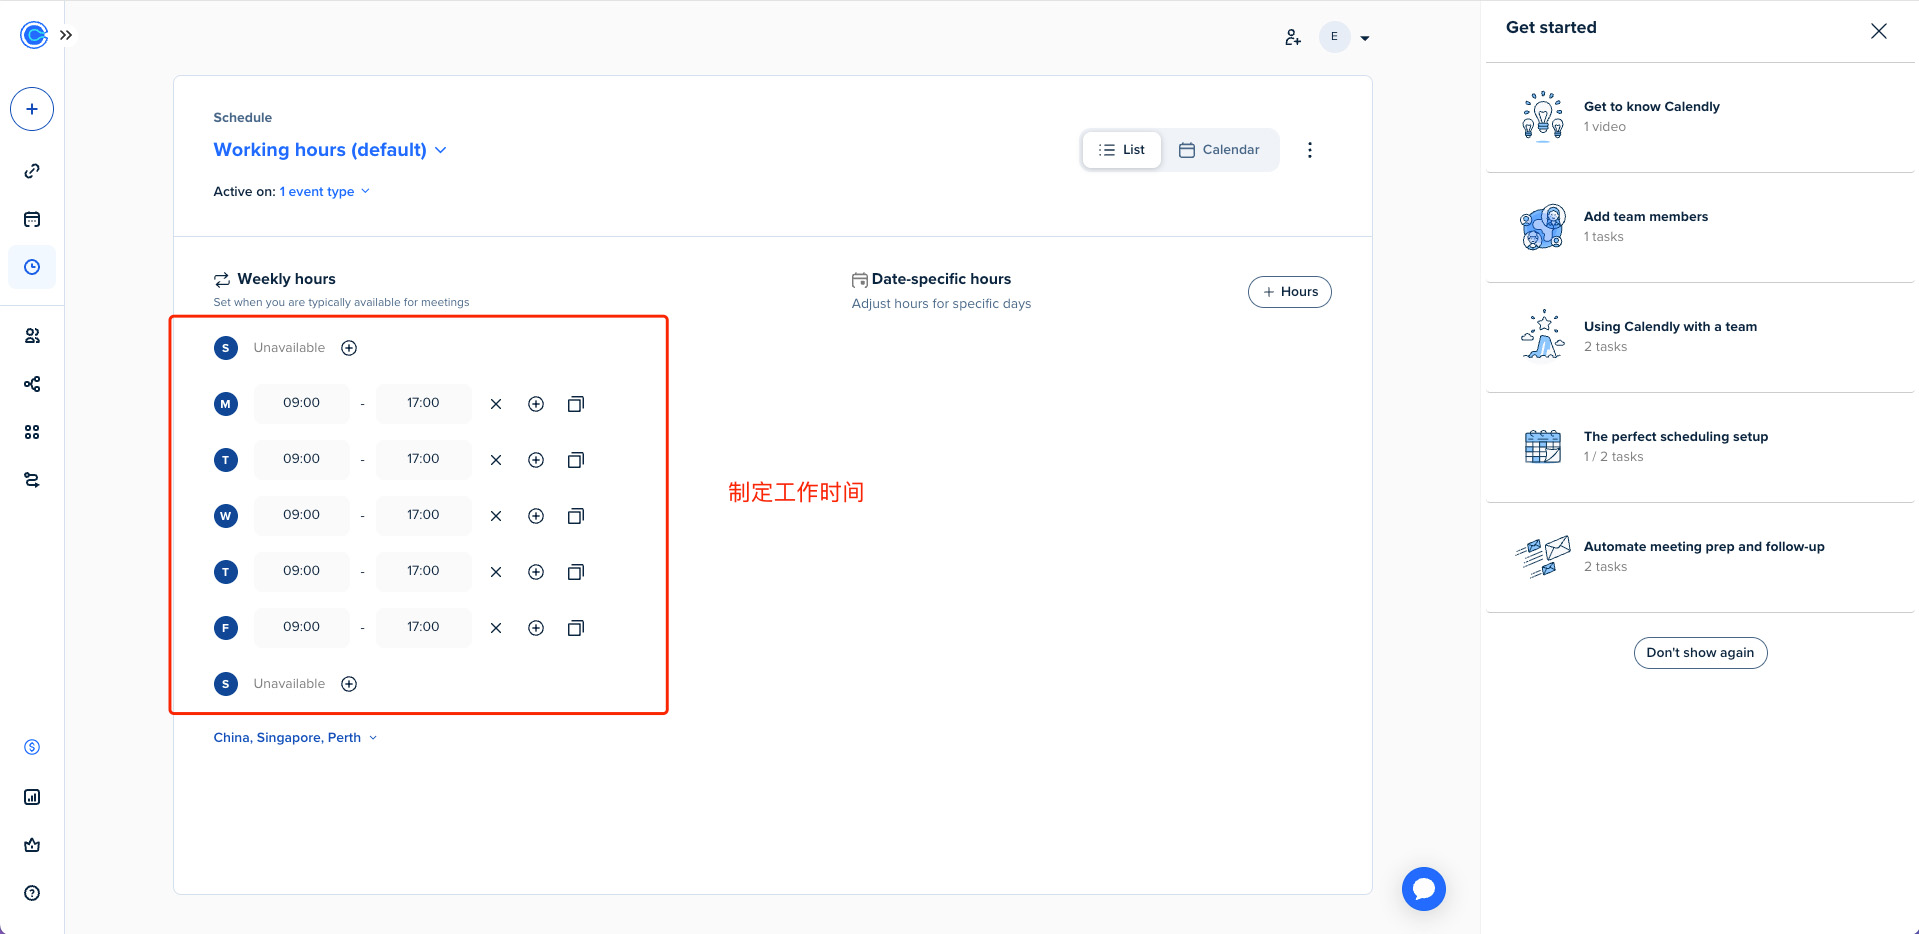 E
Schedule
Working hours (default)
List
Calendar
Active on: 1 event type
Weekly hours
Set when you are typically available for meetings
S Unavailable
M 09:00 - 17:00
T 09:00 - 17:00
W 09:00 - 17:00
T 09:00 - 17:00
F 09:00 - 17:00
S Unavailable
China, Singapore, Perth
制定工作时间
Date-specific hours
Adjust hours for specific days
+ Hours
Get started
Get to know Calendly
1 video
Add team members
1 tasks
Using Calendly with a team
2 tasks
The perfect scheduling setup
1 / 2 tasks
Automate meeting prep and follow-up
2 tasks
Don't show again